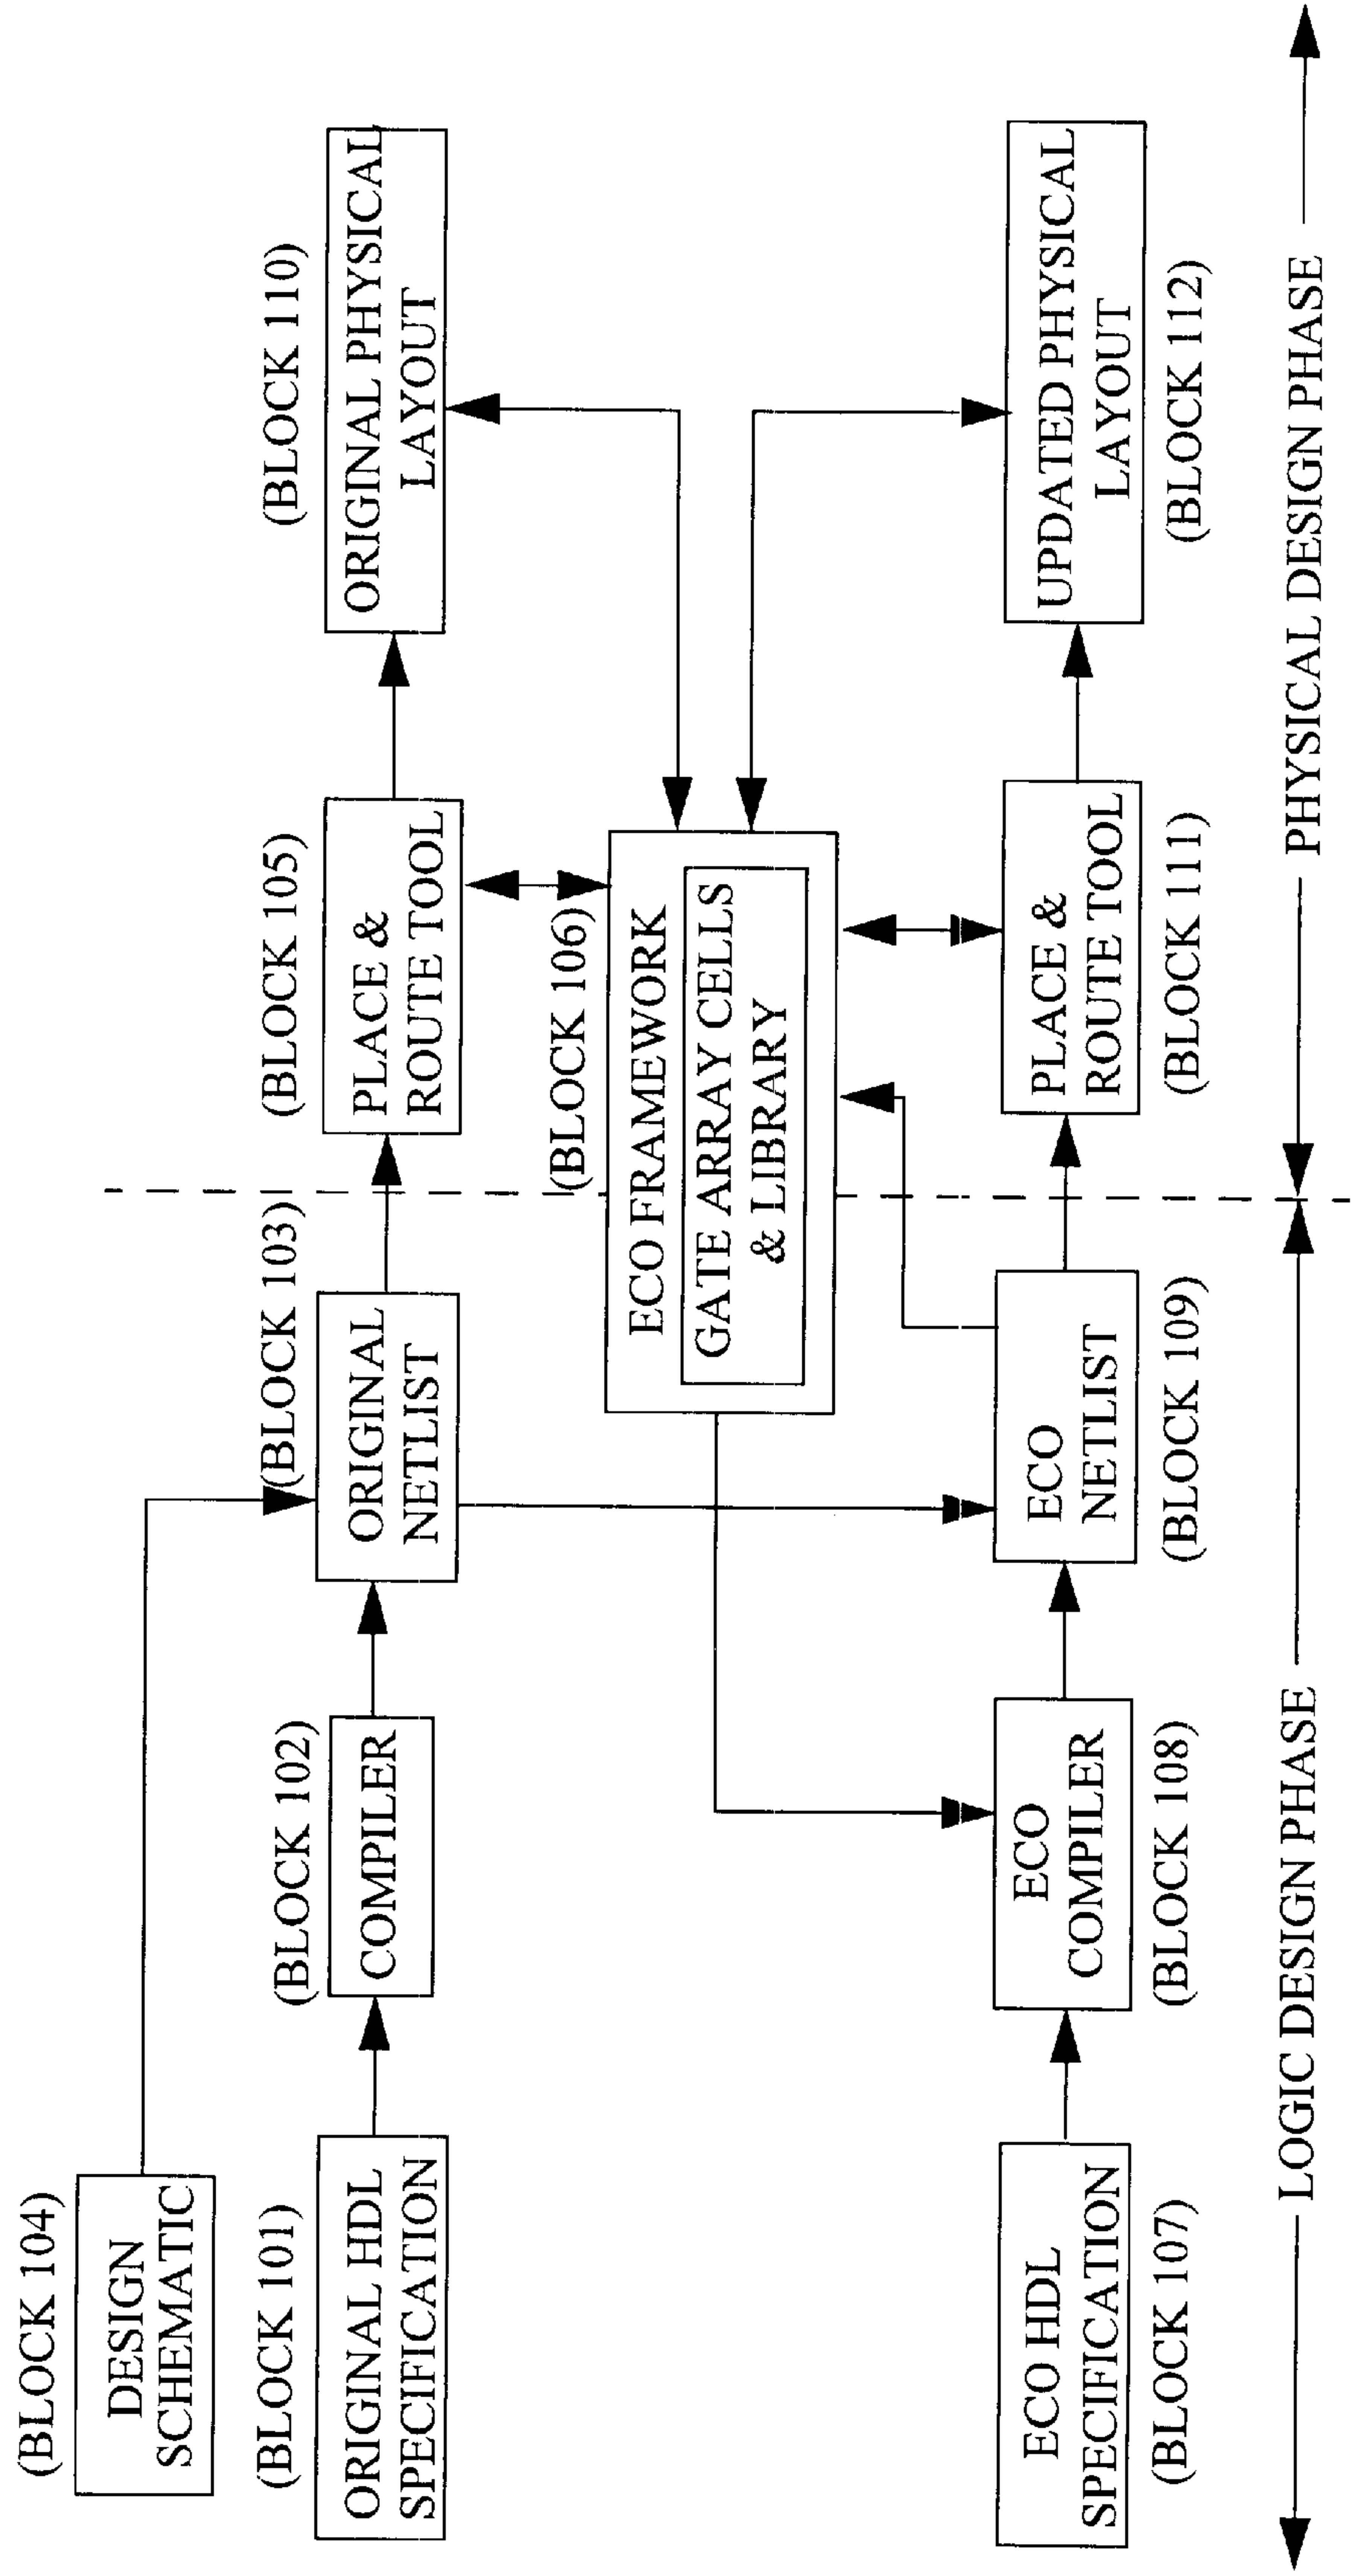 (BLOCK 104)
DESIGN
SCHEMATIC
(BLOCK 101)
ORIGINAL HDL
SPECIFICATION
(BLOCK 102)
COMPILER
(BLOCK 103)
ORIGINAL
NETLIST
(BLOCK 105)
PLACE &
ROUTE TOOL
(BLOCK 110)
ORIGINAL PHYSICAL
LAYOUT
(BLOCK 106)
ECO FRAMEWORK
GATE ARRAY CELLS
& LIBRARY
ECO HDL
SPECIFICATION
(BLOCK 107)
ECO
COMPILER
(BLOCK 108)
ECO
NETLIST
(BLOCK 109)
PLACE &
ROUTE TOOL
(BLOCK 111)
UPDATED PHYSICAL
LAYOUT
(BLOCK 112)
LOGIC DESIGN PHASE
PHYSICAL DESIGN PHASE